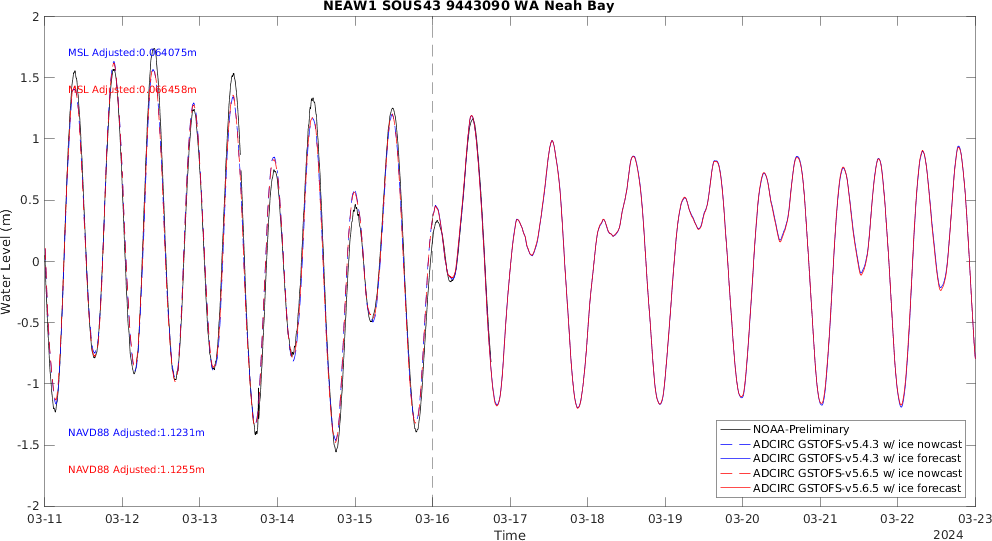 NEAW1 SOUS43 9443090 WA Neah Bay
2
1.5
1
0.5
0
-0.5
-1
-1.5
-2
Water Level (m)
MSL Adjusted:0.064075m
MSL Adjusted:0.066458m
NAVD88 Adjusted:1.1231m
NAVD88 Adjusted:1.1255m
NOAA-Preliminary
ADCIRC GSTOFS-v5.4.3 w/ ice nowcast
ADCIRC GSTOFS-v5.4.3 w/ ice forecast
ADCIRC GSTOFS-v5.6.5 w/ ice nowcast
ADCIRC GSTOFS-v5.6.5 w/ ice forecast
03-11 03-12 03-13 03-14 03-15 03-16 03-17 03-18 03-19 03-20 03-21 03-22 03-23
Time
2024